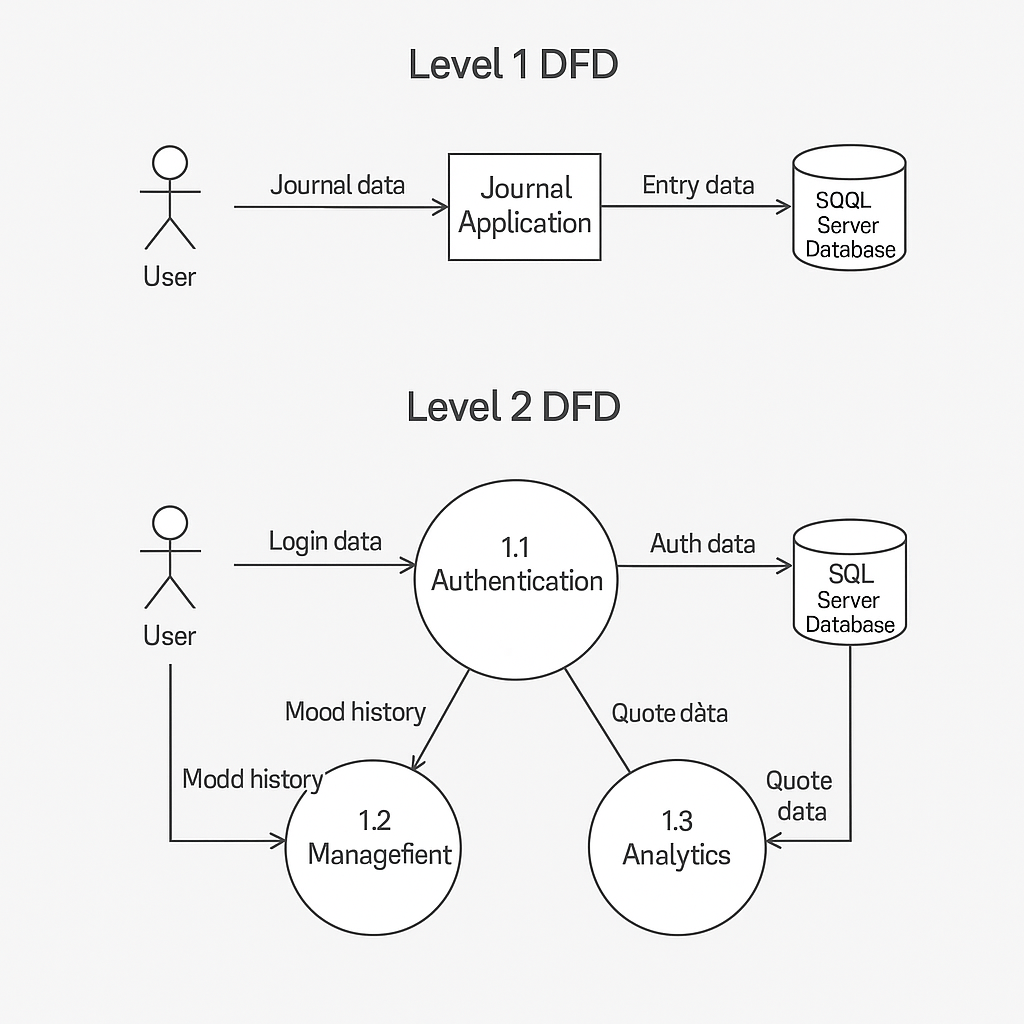 Level 1 DFD
Journal data
Journal
Application
Entry data
SQQL
Server
Database
User
Level 2 DFD
Login data
1.1
Authentication
Auth data
SQL
Server
Database
User
Mood history
Quote dàta
Modd history
Quote
data
1.2
Managefient
1.3
Analytics